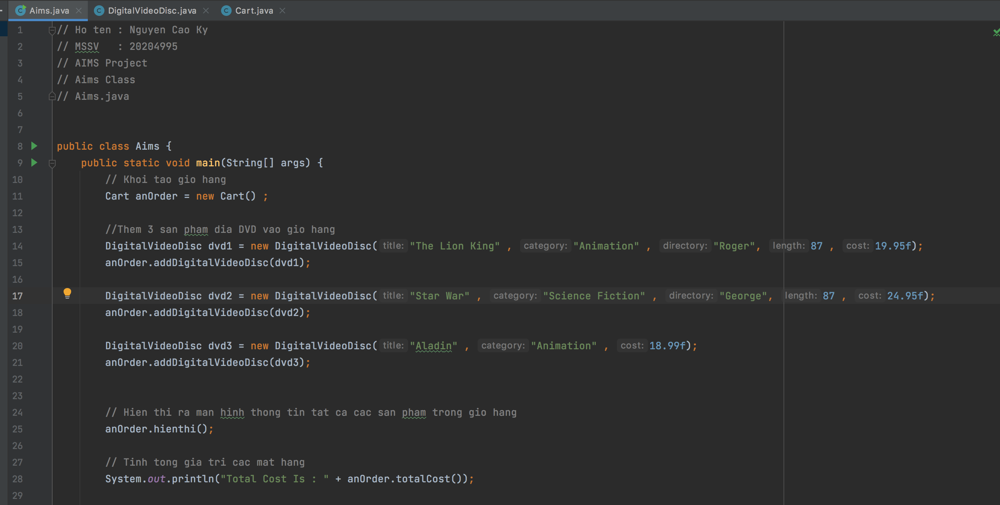 Aims.java DigitalVideoDisc.java Cart.java
1 // Ho ten : Nguyen Cao Ky
2 // MSSV   : 20204995
3 // AIMS Project
4 // Aims Class
5 // Aims.java
6
7
8 public class Aims {
9     public static void main(String[] args) {
10         // Khoi tao gio hang
11         Cart anOrder = new Cart() ;
12
13         //Them 3 san pham dia DVD vao gio hang
14         DigitalVideoDisc dvd1 = new DigitalVideoDisc( title: "The Lion King" , category: "Animation" , directory: "Roger", length: 87 , cost: 19.95f);
15         anOrder.addDigitalVideoDisc(dvd1);
16
17         DigitalVideoDisc dvd2 = new DigitalVideoDisc( title: "Star War" , category: "Science Fiction" , directory: "George", length: 87 , cost: 24.95f);
18         anOrder.addDigitalVideoDisc(dvd2);
19
20         DigitalVideoDisc dvd3 = new DigitalVideoDisc( title: "Aladin" , category: "Animation" , cost: 18.99f);
21         anOrder.addDigitalVideoDisc(dvd3);
22
23
24         // Hien thi ra man hinh thong tin tat ca cac san pham trong gio hang
25         anOrder.hienthi();
26
27         // Tinh tong gia tri cac mat hang
28         System.out.println("Total Cost Is : " + anOrder.totalCost());
29